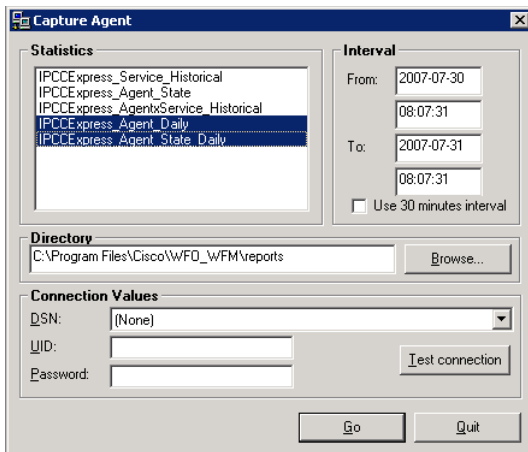 Capture Agent
Statistics
IPCCExpress_Service_Historical
IPCCExpress_Agent_State
IPCCExpress_AgentxService_Historical
IPCCExpress_Agent_Daily
IPCCExpress_Agent_State_Daily
Interval
From: 2007-07-30
08:07:31
To: 2007-07-31
08:07:31
Use 30 minutes interval
Directory
C:\Program Files\Cisco\WFO_WFM\reports
Browse...
Connection Values
DSN: (None)
UID:
Password:
Test connection
Go Quit